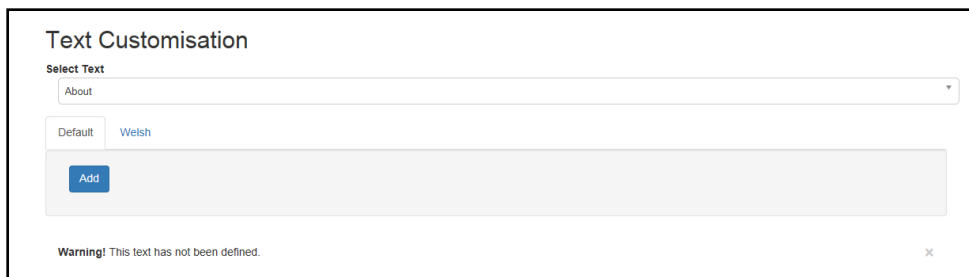 Text Customisation
Select Text
About
Default Welsh
Add
Warning! This text has not been defined.
×